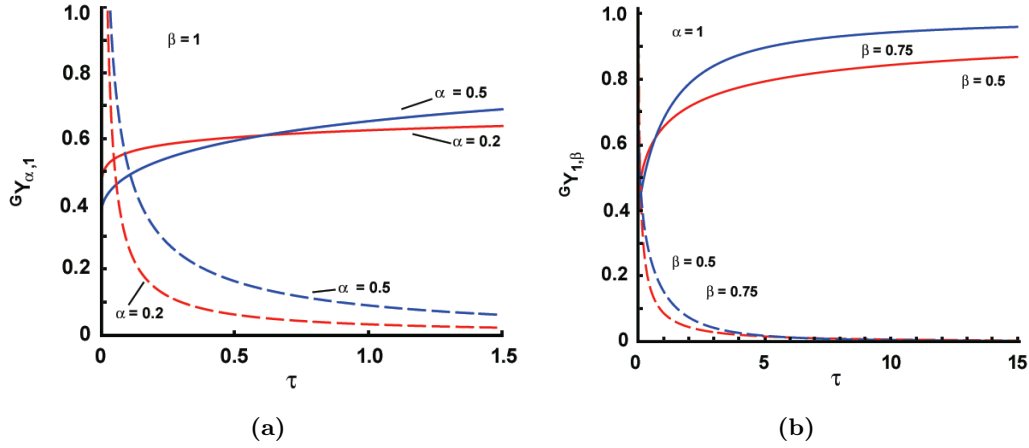 1.0
β = 1
0.8
α = 0.5
0.6
α = 0.2
0.4
0.2
α = 0.5
α = 0.2
0
0 0.5 1.0 1.5
ᴳYα,1
τ
(a)
1.0
α = 1
β = 0.75
0.8
β = 0.5
0.6
0.4
0.2
β = 0.5
β = 0.75
0
0 5 10 15
ᴳY1,β
τ
(b)